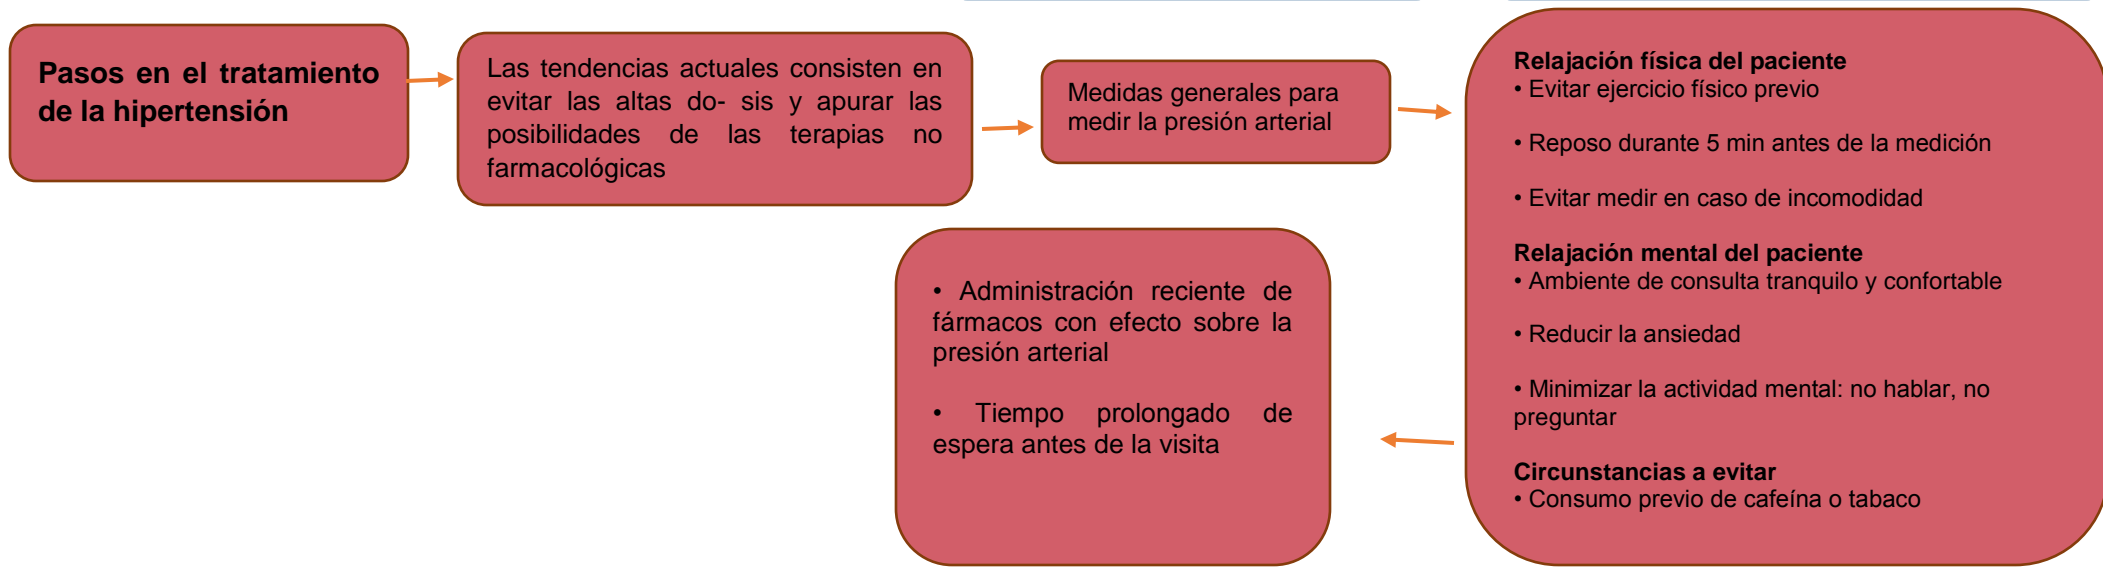 Pasos en el tratamiento
de la hipertensión
Las tendencias actuales consisten en
evitar las altas do- sis y apurar las
posibilidades de las terapias no
farmacológicas
Medidas generales para
medir la presión arterial
Relajación física del paciente
• Evitar ejercicio físico previo
• Reposo durante 5 min antes de la medición
• Evitar medir en caso de incomodidad
Relajación mental del paciente
• Ambiente de consulta tranquilo y confortable
• Reducir la ansiedad
• Minimizar la actividad mental: no hablar, no
preguntar
Circunstancias a evitar
• Consumo previo de cafeína o tabaco
• Administración reciente de
fármacos con efecto sobre la
presión arterial
• Tiempo prolongado de
espera antes de la visita